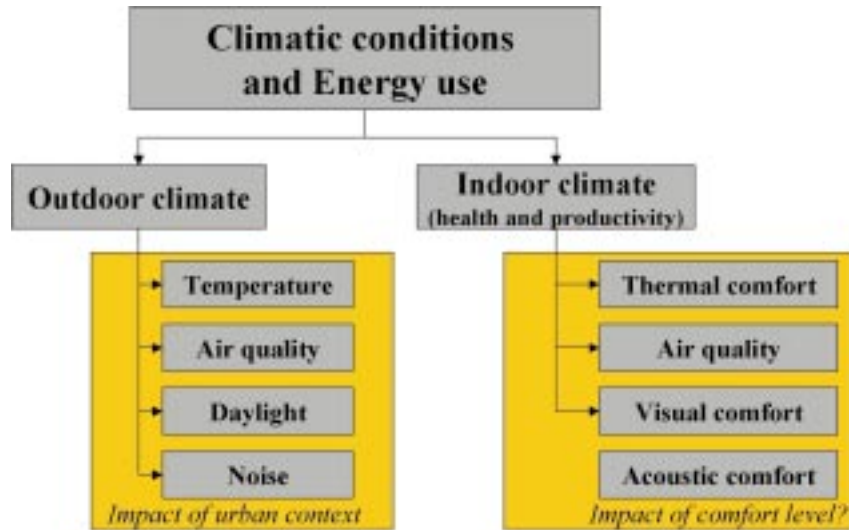 Climatic conditions
and Energy use
Outdoor climate
Indoor climate
(health and productivity)
Temperature
Air quality
Daylight
Noise
Impact of urban context
Thermal comfort
Air quality
Visual comfort
Acoustic comfort
Impact of comfort level?